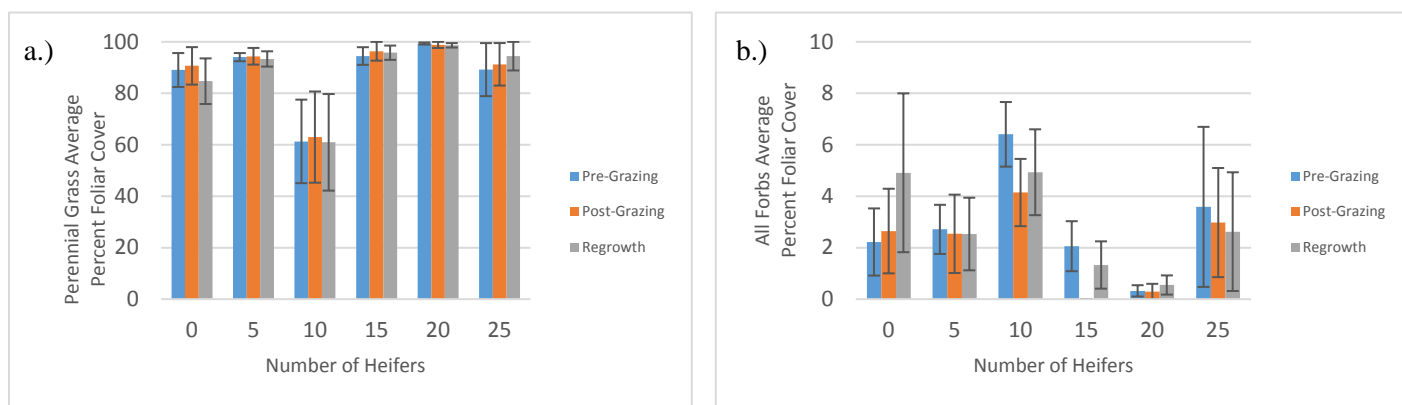 a.)
Perennial Grass Average
Percent Foliar Cover
100
80
60
40
20
0
0 5 10 15 20 25
Number of Heifers
Pre-Grazing
Post-Grazing
Regrowth
b.)
All Forbs Average
Percent Foliar Cover
10
8
6
4
2
0
0 5 10 15 20 25
Number of Heifers
Pre-Grazing
Post-Grazing
Regrowth